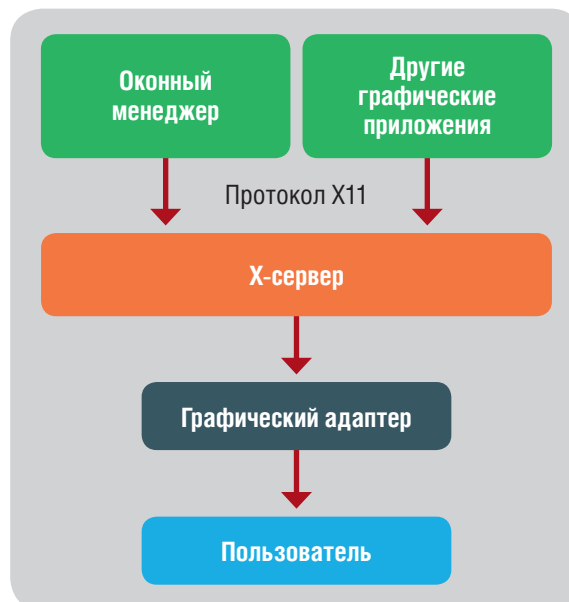 Оконный
менеджер
Другие
графические
приложения
Протокол X11
X-сервер
Графический адаптер
Пользователь